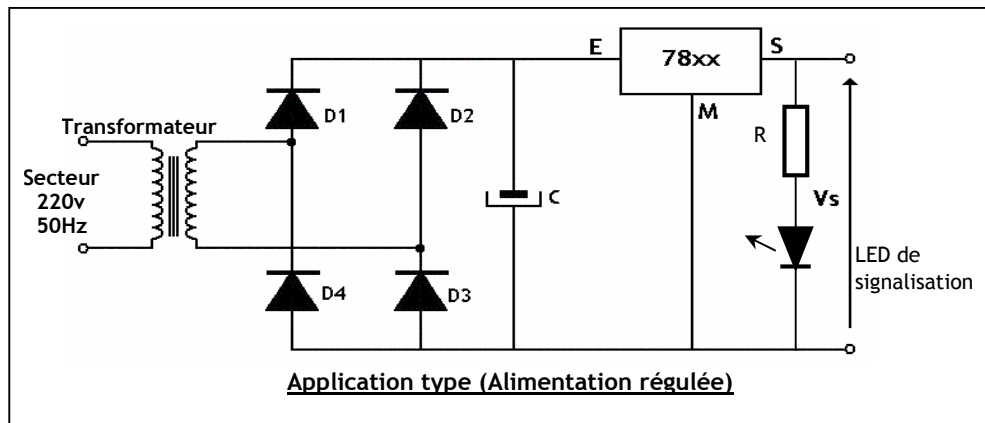 E
78xx
S
M
D1
D2
Transformateur
R
Secteur
220v
50Hz
C
Vs
D4
D3
LED de
signalisation
Application type (Alimentation régulée)